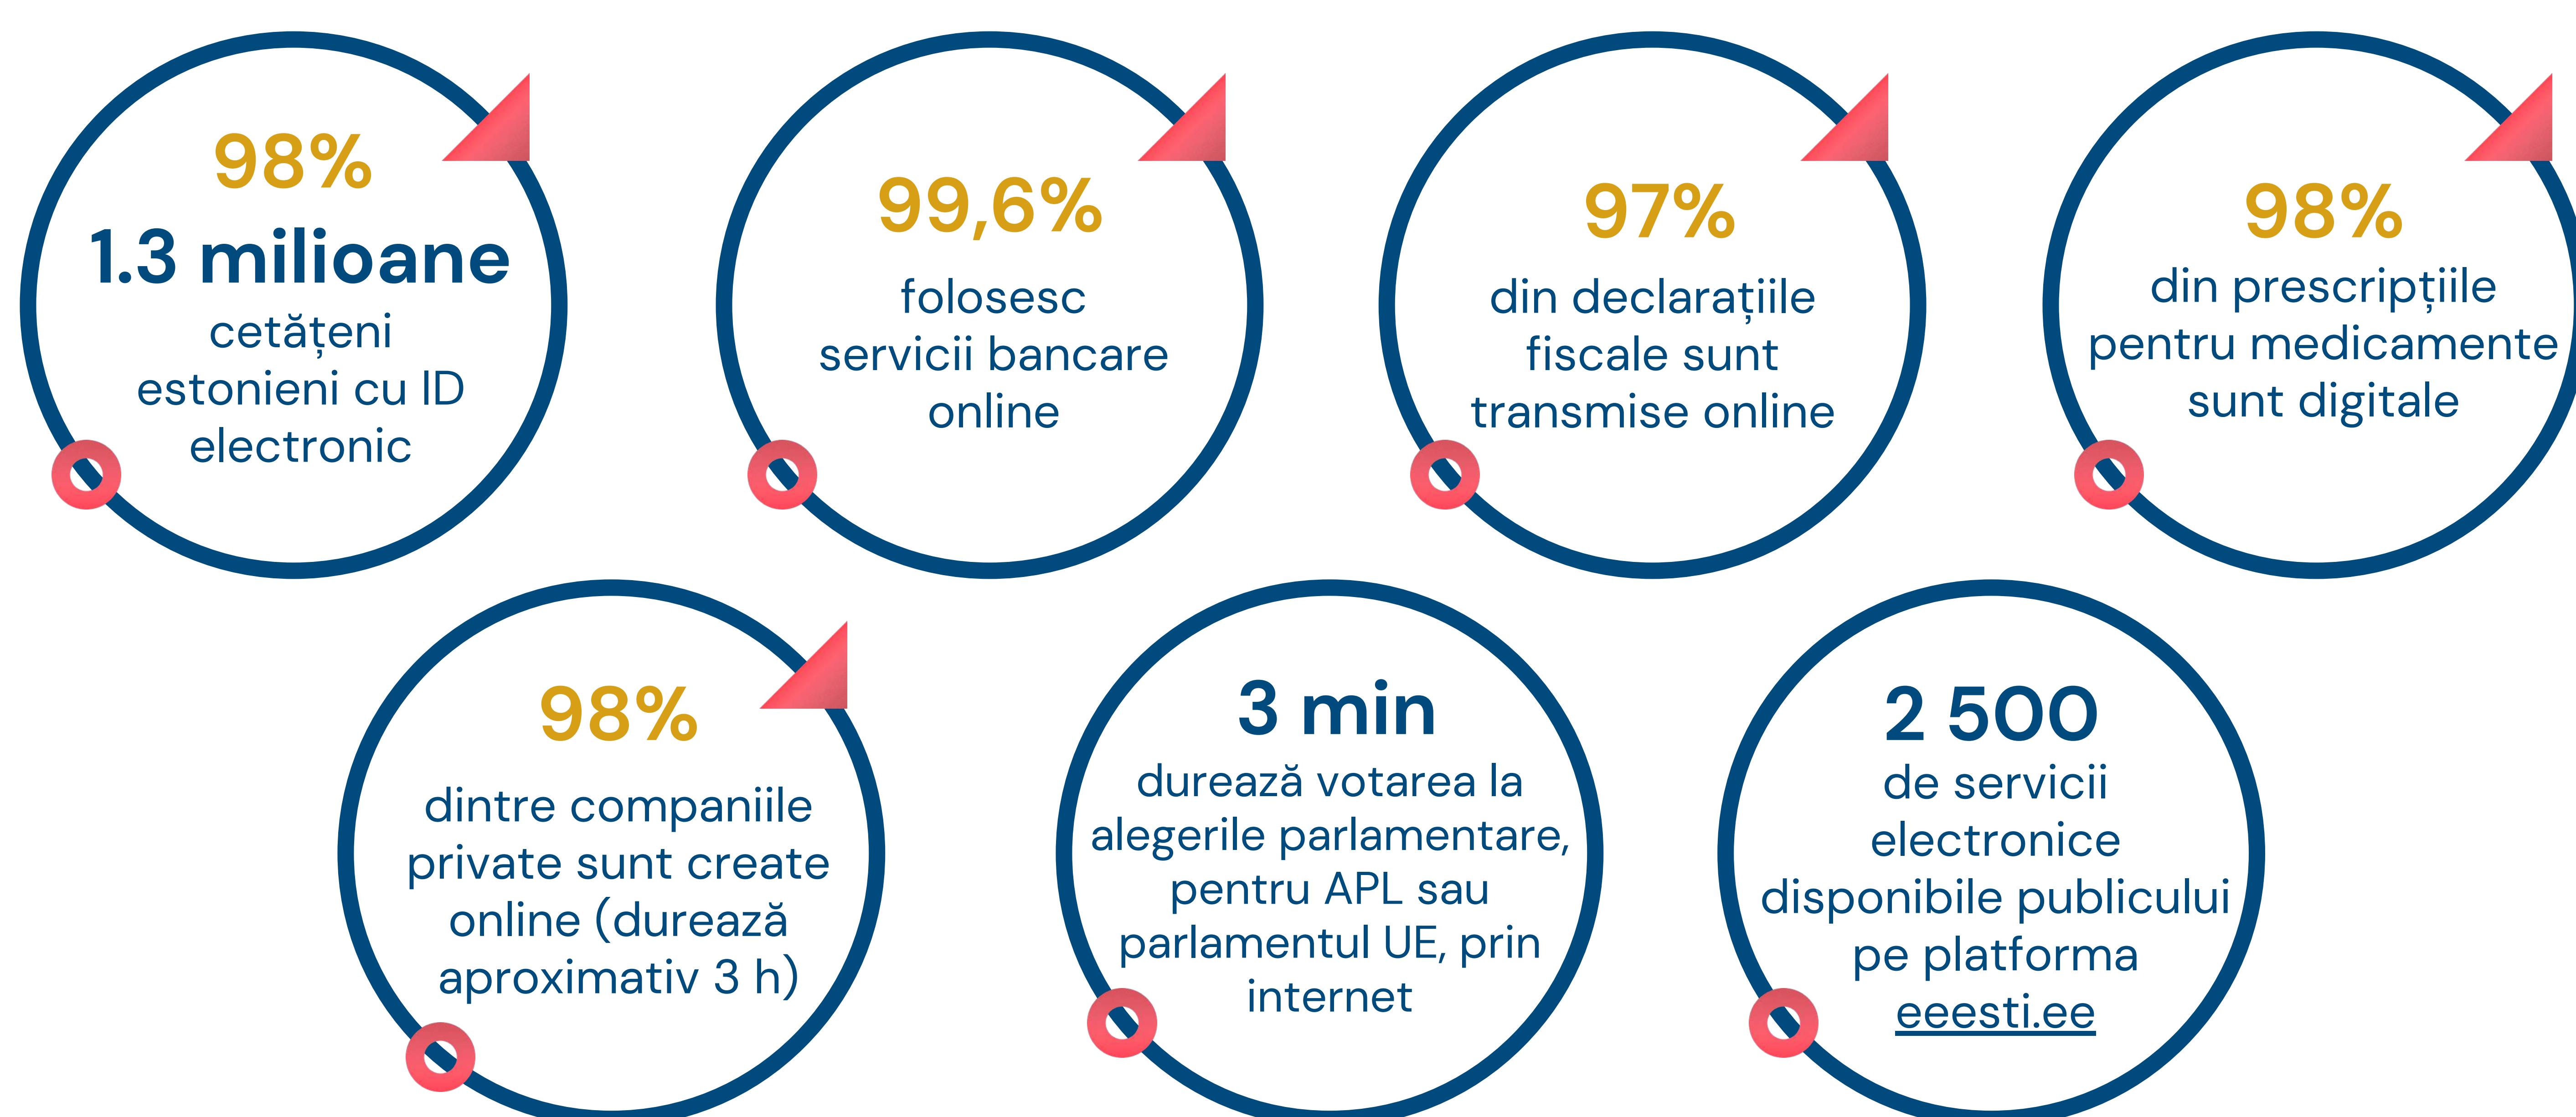 98%
1.3 milioane
cetățeni
estonieni cu ID
electronic
99,6%
folosesc
servicii bancare
online
97%
din declarațiile
fiscale sunt
transmise online
98%
din prescripțiile
pentru medicamente
sunt digitale
98%
dintre companiile
private sunt create
online (durează
aproximativ 3 h)
3 min
durează votarea la
alegerile parlamentare,
pentru APL sau
parlamentul UE, prin
internet
2 500
de servicii
electronice
disponibile publicului
pe platforma
eeesti.ee